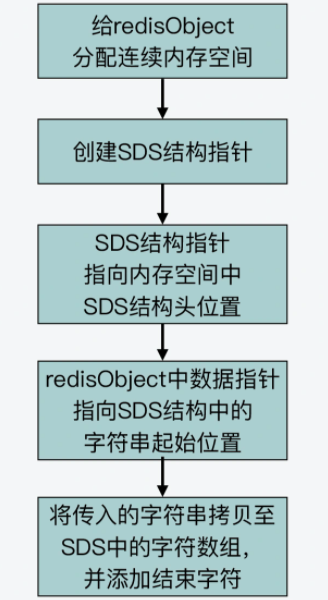 给redisObject
分配连续内存空间
创建SDS结构指针
SDS结构指针
指向内存空间中
SDS结构头位置
redisObject中数据指针
指向SDS结构中的
字符串起始位置
将传入的字符串拷贝至
SDS中的字符数组，
并添加结束字符